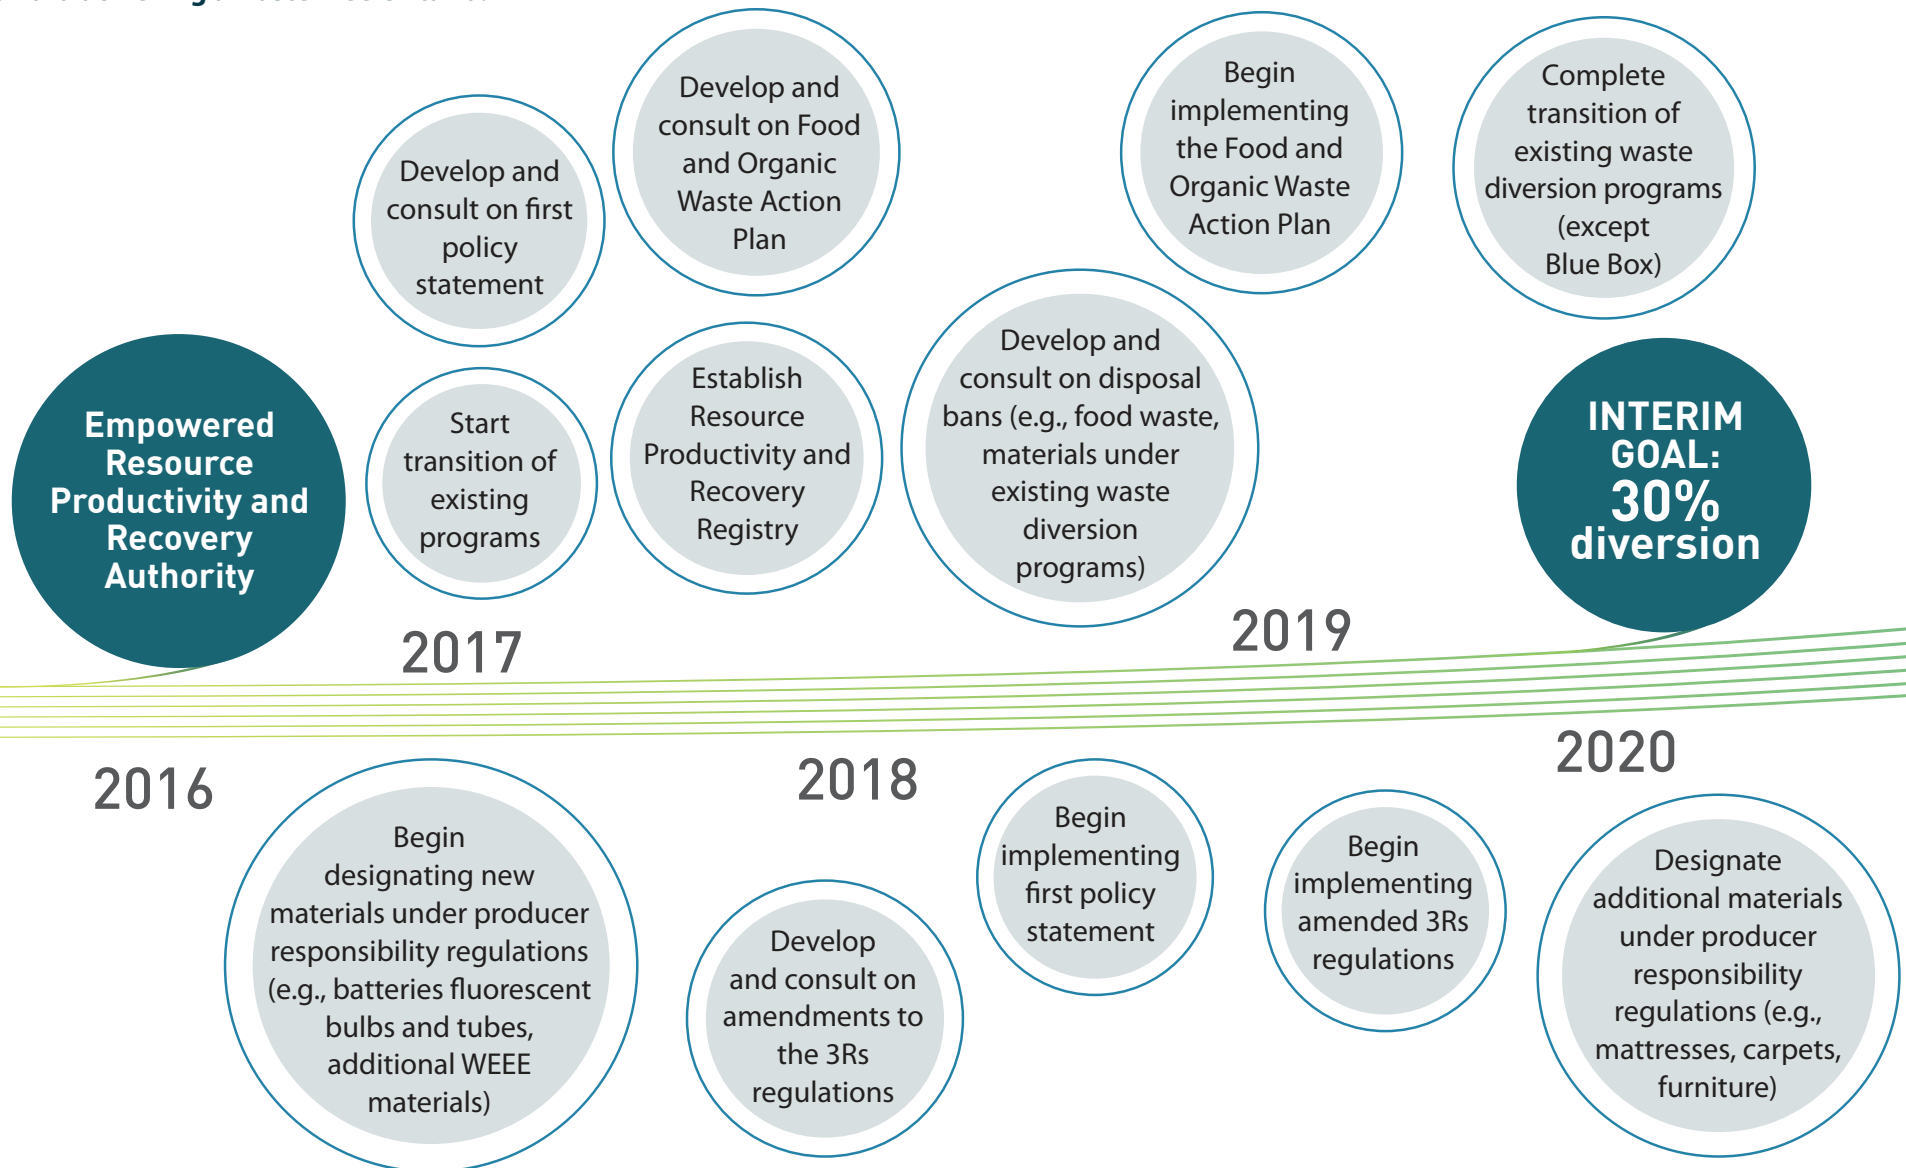 Develop and
consult on first
policy
statement
Develop and
consult on Food
and Organic
Waste Action
Plan
Begin
implementing
the Food and
Organic Waste
Action Plan
Complete
transition of
existing waste
diversion programs
(except
Blue Box)
Empowered
Resource
Productivity and
Recovery
Authority
Start
transition of
existing
programs
Establish
Resource
Productivity and
Recovery
Registry
Develop and
consult on disposal
bans (e.g., food waste,
materials under
existing waste
diversion
programs)
INTERIM
GOAL:
30%
diversion
2017
2019
2016
2018
2020
Begin
designating new
materials under producer
responsibility regulations
(e.g., batteries fluorescent
bulbs and tubes,
additional WEEE
materials)
Develop
and consult on
amendments to
the 3Rs
regulations
Begin
implementing
first policy
statement
Begin
implementing
amended 3Rs
regulations
Designate
additional materials
under producer
responsibility
regulations (e.g.,
mattresses, carpets,
furniture)